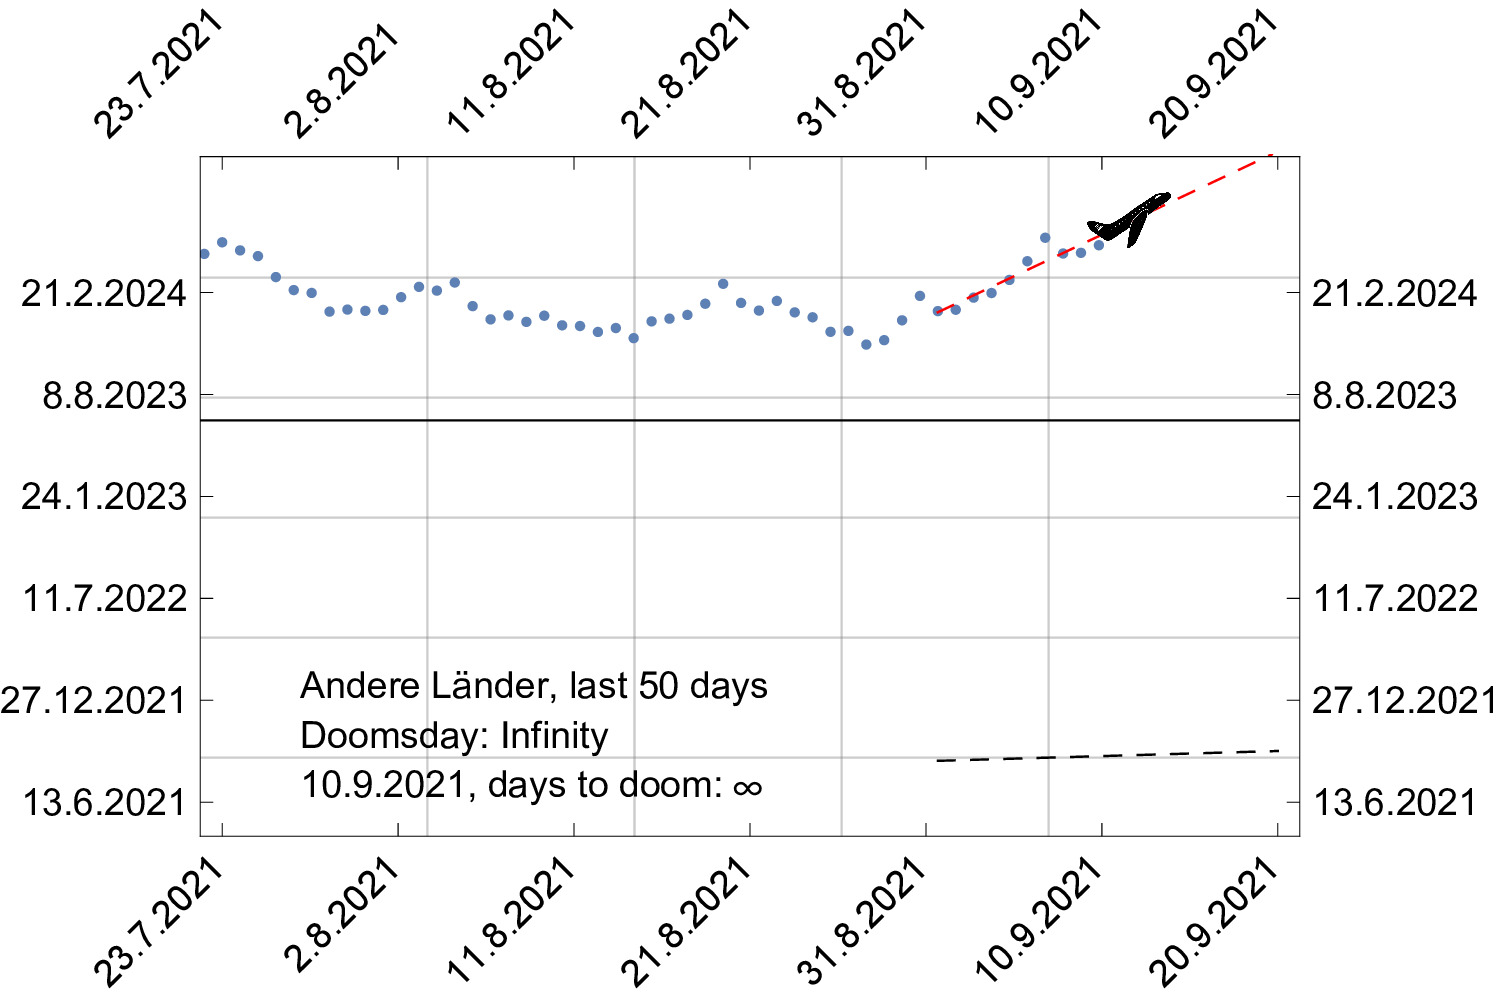 23.7.2021 2.8.2021 11.8.2021 21.8.2021 31.8.2021 10.9.2021 20.9.2021
21.2.2024 21.2.2024
8.8.2023 8.8.2023
24.1.2023 24.1.2023
11.7.2022 11.7.2022
Andere Länder, last 50 days
27.12.2021 27.12.2021
Doomsday: Infinity
10.9.2021, days to doom: ∞
13.6.2021 13.6.2021
23.7.2021 2.8.2021 11.8.2021 21.8.2021 31.8.2021 10.9.2021 20.9.2021